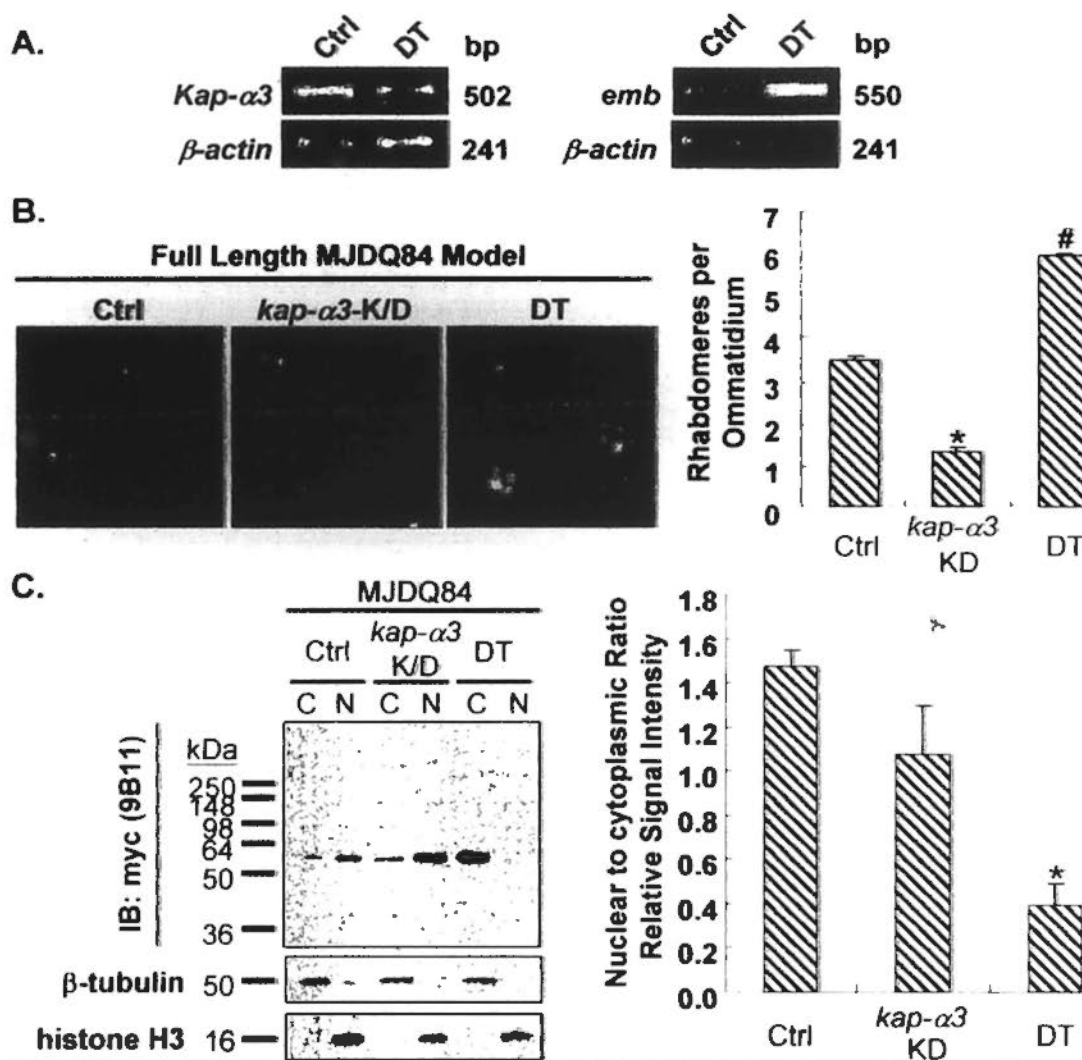 A.
Ctrl DT bp
Kap-α3 502
β-actin 241
Ctrl DT bp
emb 550
β-actin 241
B.
Full Length MJDQ84 Model
Ctrl kap-α3-K/D DT
Rhabdomeres per
Ommatidium
7
6
5
4
3
2
1
0
*
#
Ctrl
kap-α3
KD
DT
C.
MJDQ84
Ctrl kap-α3 K/D DT
C N C N C N
IB: myc (9B11)
kDa
250
148
98
64
50
36
β-tubulin 50
histone H3 16
Nuclear to cytoplasmic Ratio
Relative Signal Intensity
1.8
1.6
1.4
1.2
1.0
0.8
0.6
0.4
0.2
0.0
*
Ctrl
kap-α3
KD
DT